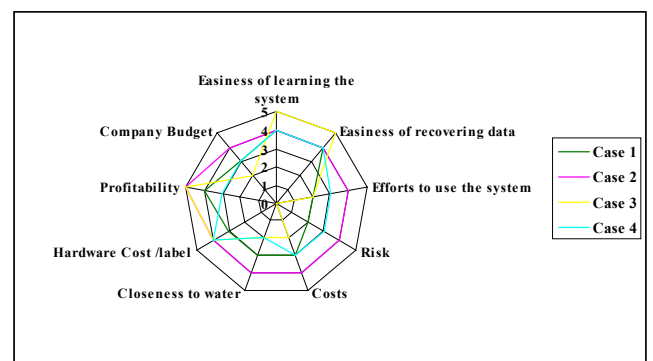 Easiness of learning the
system
5
4
3
2
1
0
Easiness of recovering data
Efforts to use the system
Risk
Costs
Closeness to water
Hardware Cost /label
Profitability
Company Budget
Case 1
Case 2
Case 3
Case 4